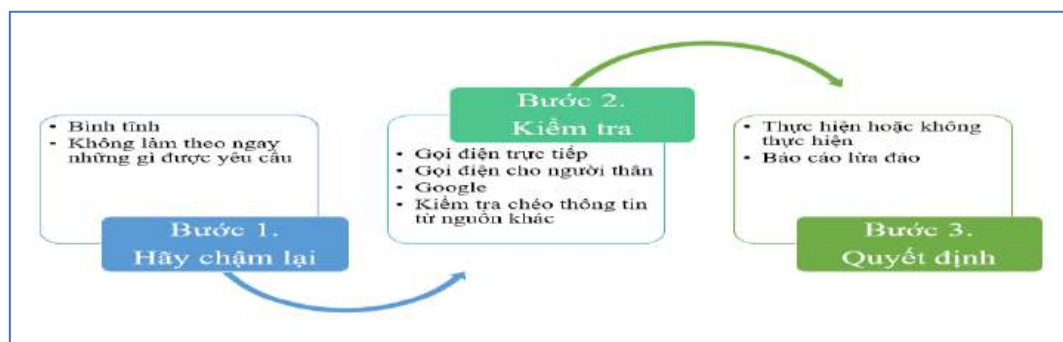 • Bình tĩnh
• Không làm theo ngay
những gì được yêu cầu
Bước 1.
Hãy chậm lại
Bước 2.
Kiểm tra
• Gọi điện trực tiếp
• Gọi điện cho người thân
• Google
• Kiểm tra chéo thông tin
từ nguồn khác
• Thực hiện hoặc không
thực hiện
• Báo cáo lừa đảo
Bước 3.
Quyết định